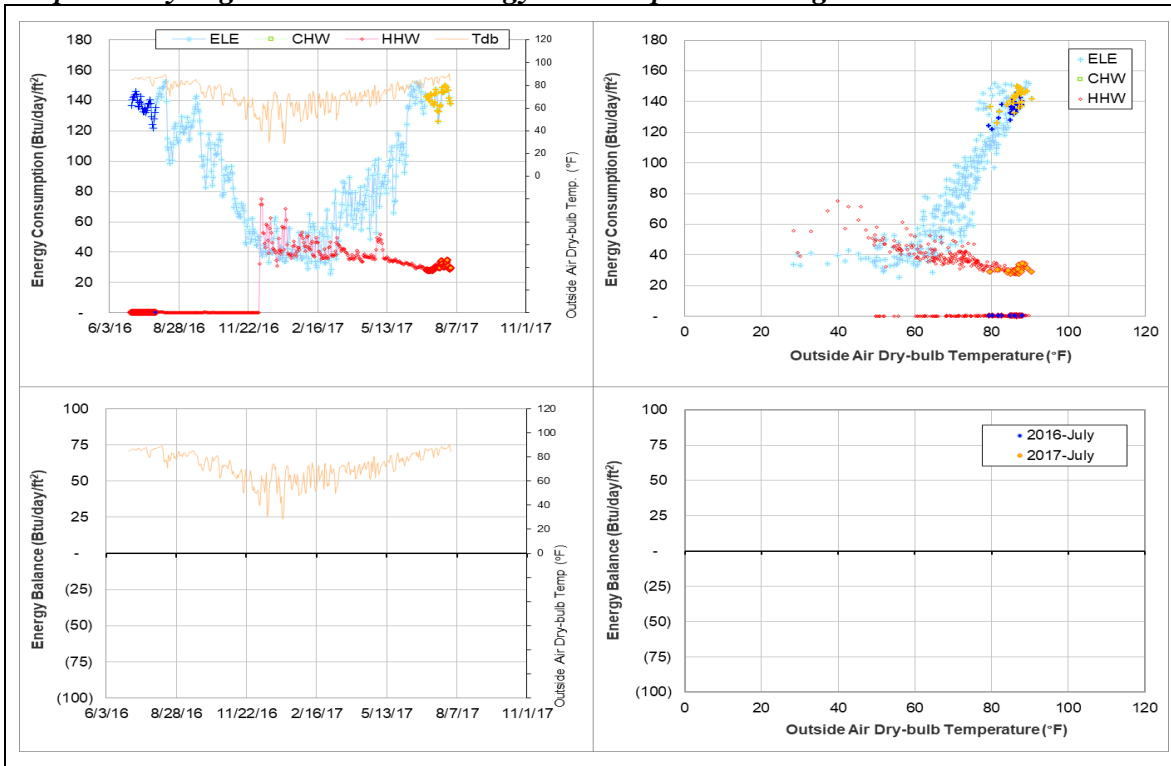 ELE CHW HHW Tdb
Energy Consumption (Btu/day/ft²)
180
160
140
120
100
80
60
40
20
-
6/3/16 8/28/16 11/22/16 2/16/17 5/13/17 8/7/17 11/1/17
120
100
80
60
40
20
0
Outside Air Dry-bulb Temp. (°F)
ELE
CHW
HHW
Energy Consumption (Btu/day/ft²)
180
160
140
120
100
80
60
40
20
-
0 20 40 60 80 100 120
Outside Air Dry-bulb Temperature (°F)
Energy Balance (Btu/day/ft²)
100
75
50
25
-
(25)
(50)
(75)
(100)
6/3/16 8/28/16 11/22/16 2/16/17 5/13/17 8/7/17 11/1/17
120
100
80
60
40
20
0
Outside Air Dry-bulb Temp (°F)
2016-July
2017-July
Energy Balance (Btu/day/ft²)
100
75
50
25
-
(25)
(50)
(75)
(100)
0 20 40 60 80 100 120
Outside Air Dry-bulb Temperature (°F)